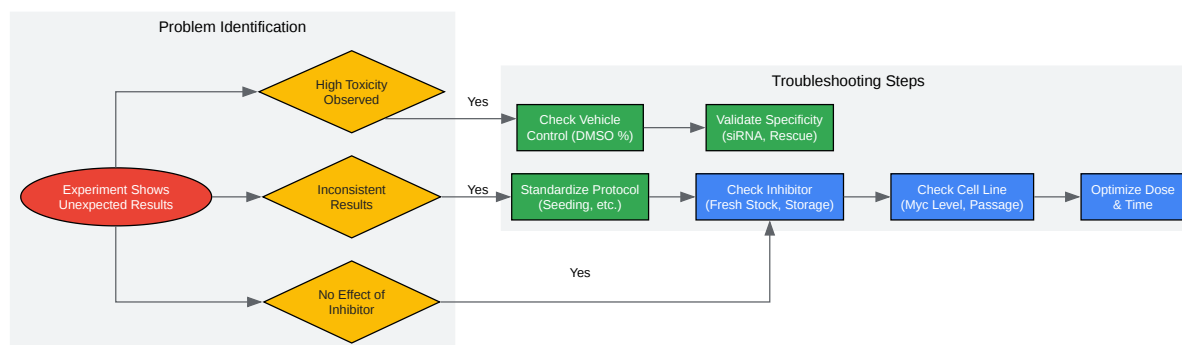 Problem Identification
High Toxicity
Observed
Yes
Troubleshooting Steps
Check Vehicle
Control (DMSO %)
Validate Specificity
(siRNA, Rescue)
Experiment Shows
Unexpected Results
Inconsistent
Results
Yes
Standardize Protocol
(Seeding, etc.)
Check Inhibitor
(Fresh Stock, Storage)
Check Cell Line
(Myc Level, Passage)
Optimize Dose
& Time
No Effect of
Inhibitor
Yes